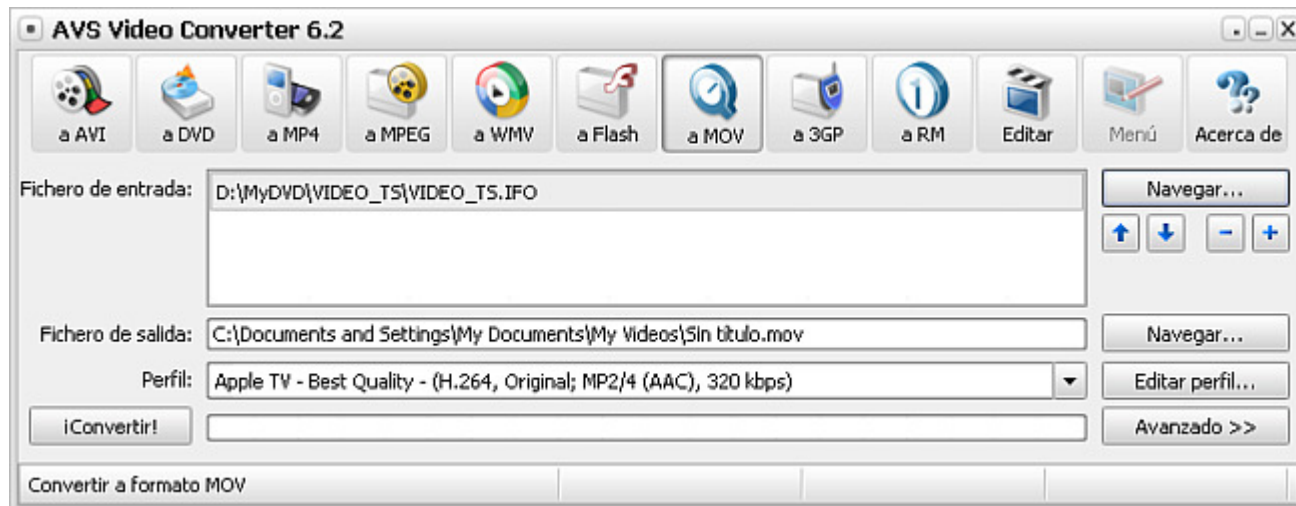 AVS Video Converter 6.2
a AVI a DVD a MP4 a MPEG a WMV a Flash a MOV a 3GP a RM Editar Menú Acerca de
Fichero de entrada: D:\MyDVD\VIDEO_TS\VIDEO_TS.IFO Navegar...
Fichero de salida: C:\Documents and Settings\My Documents\My Videos\Sin título.mov Navegar...
Perfil: Apple TV - Best Quality - (H.264, Original; MP2/4 (AAC), 320 kbps) Editar perfil...
¡Convertir! Avanzado >>
Convertir a formato MOV